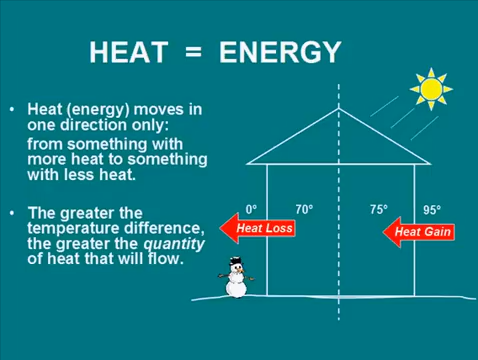 HEAT = ENERGY
• Heat (energy) moves in
one direction only:
from something with
more heat to something
with less heat.
• The greater the
temperature difference,
the greater the quantity
of heat that will flow.
0° 70° 75° 95°
Heat Loss
Heat Gain